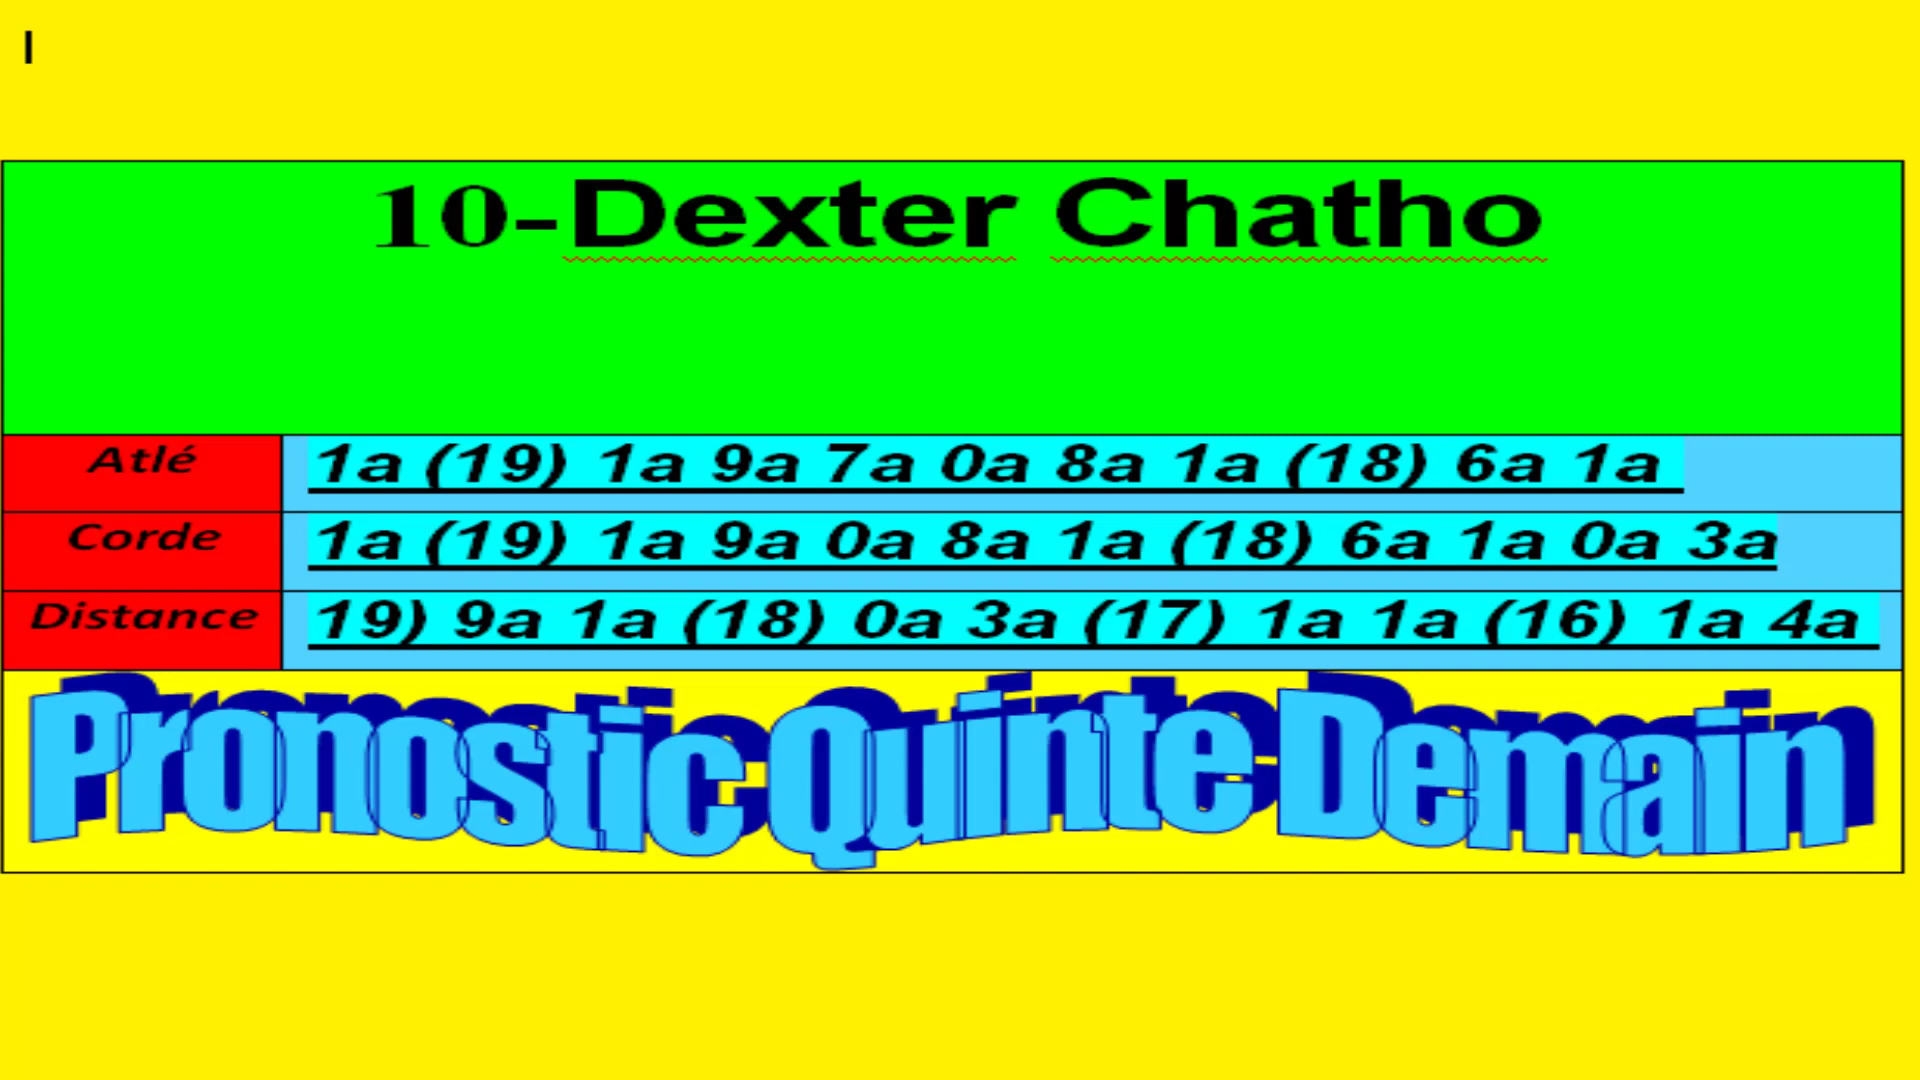 10-Dexter Chatho
Atlé 1a (19) 1a 9a 7a 0a 8a 1a (18) 6a 1a
Corde 1a (19) 1a 9a 0a 8a 1a (18) 6a 1a 0a 3a
Distance 19) 9a 1a (18) 0a 3a (17) 1a 1a (16) 1a 4a
Pronostic Quinte Demain